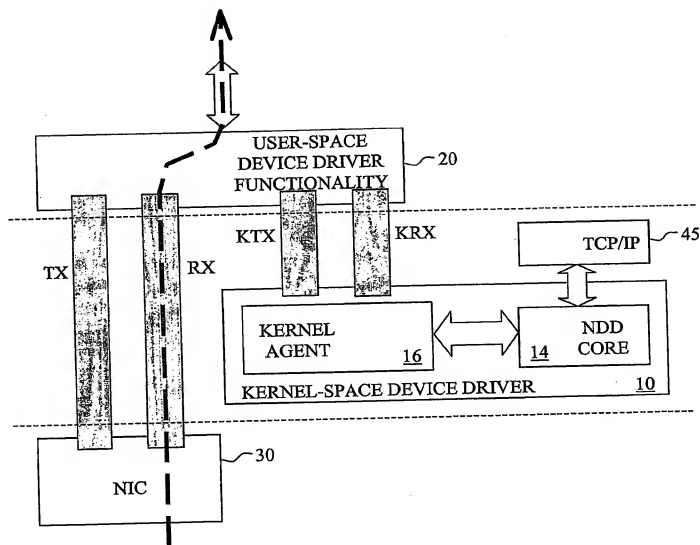 USER-SPACE
DEVICE DRIVER
FUNCTIONALITY
20
TX
RX
KTX
KRX
TCP/IP
45
KERNEL
AGENT
16
14
NDD
CORE
KERNEL-SPACE DEVICE DRIVER
10
NIC
30